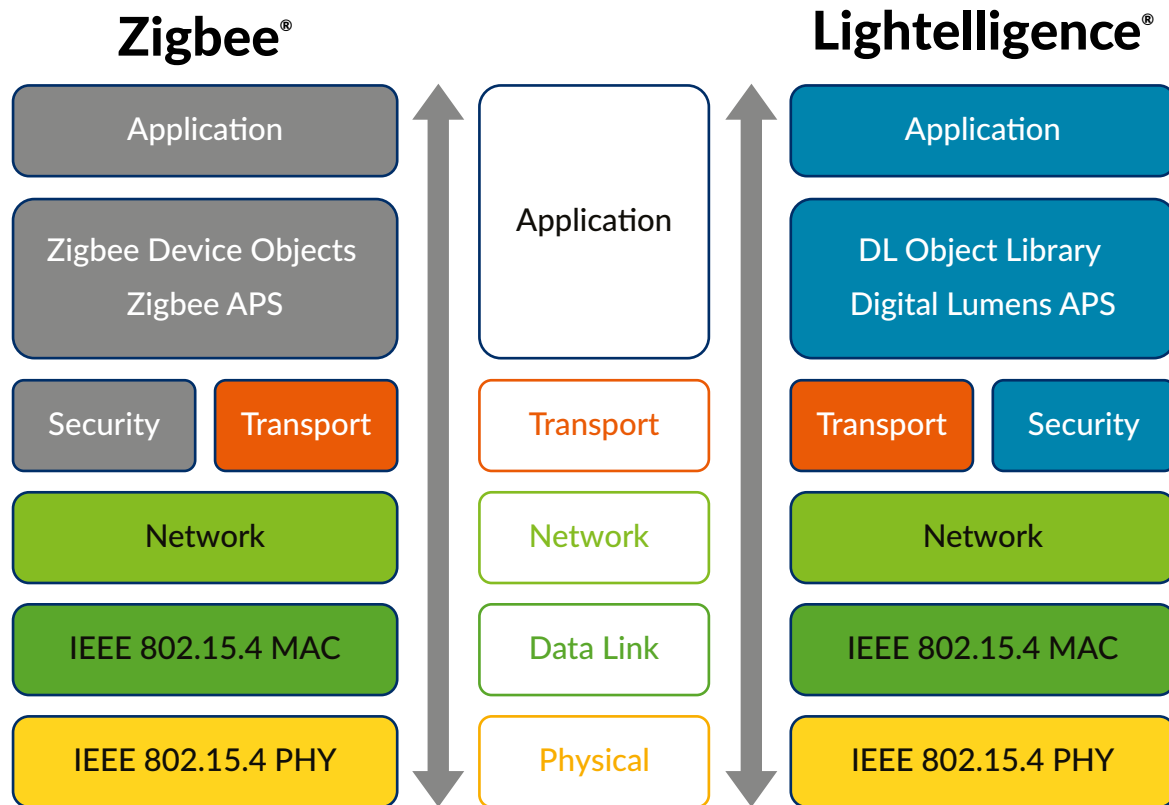 Zigbee®
Lightelligence®
Application
Zigbee Device Objects
Zigbee APS
Security
Transport
Network
IEEE 802.15.4 MAC
IEEE 802.15.4 PHY
Application
Transport
Network
Data Link
Physical
Application
DL Object Library
Digital Lumens APS
Transport
Security
Network
IEEE 802.15.4 MAC
IEEE 802.15.4 PHY